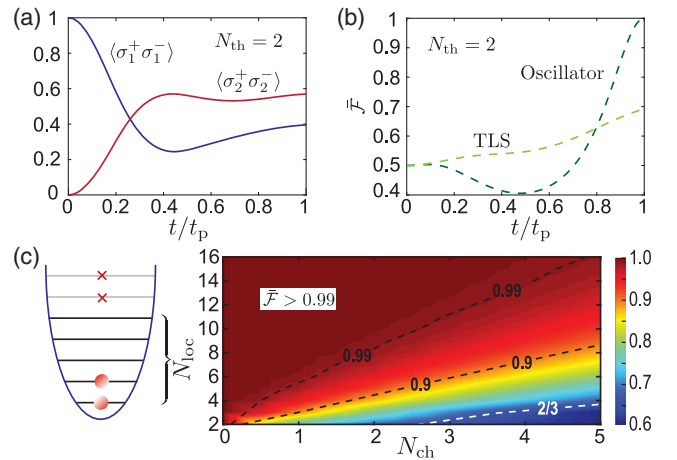 (a)
1
0.8
0.6
0.4
0.2
0
0 0.2 0.4 0.6 0.8 1
t/t_p
⟨σ₁⁺σ₁⁻⟩
N_th = 2
⟨σ₂⁺σ₂⁻⟩
(b)
1
0.9
0.8
0.7
0.6
0.5
0.4
0 0.2 0.4 0.6 0.8 1
t/t_p
F̄
N_th = 2
Oscillator
TLS
(c)
N_loc
16
14
12
10
8
6
4
2
0 1 2 3 4 5
N_ch
F̄ > 0.99
0.99
0.99
0.9
0.9
2/3
1.0
0.9
0.8
0.7
0.6